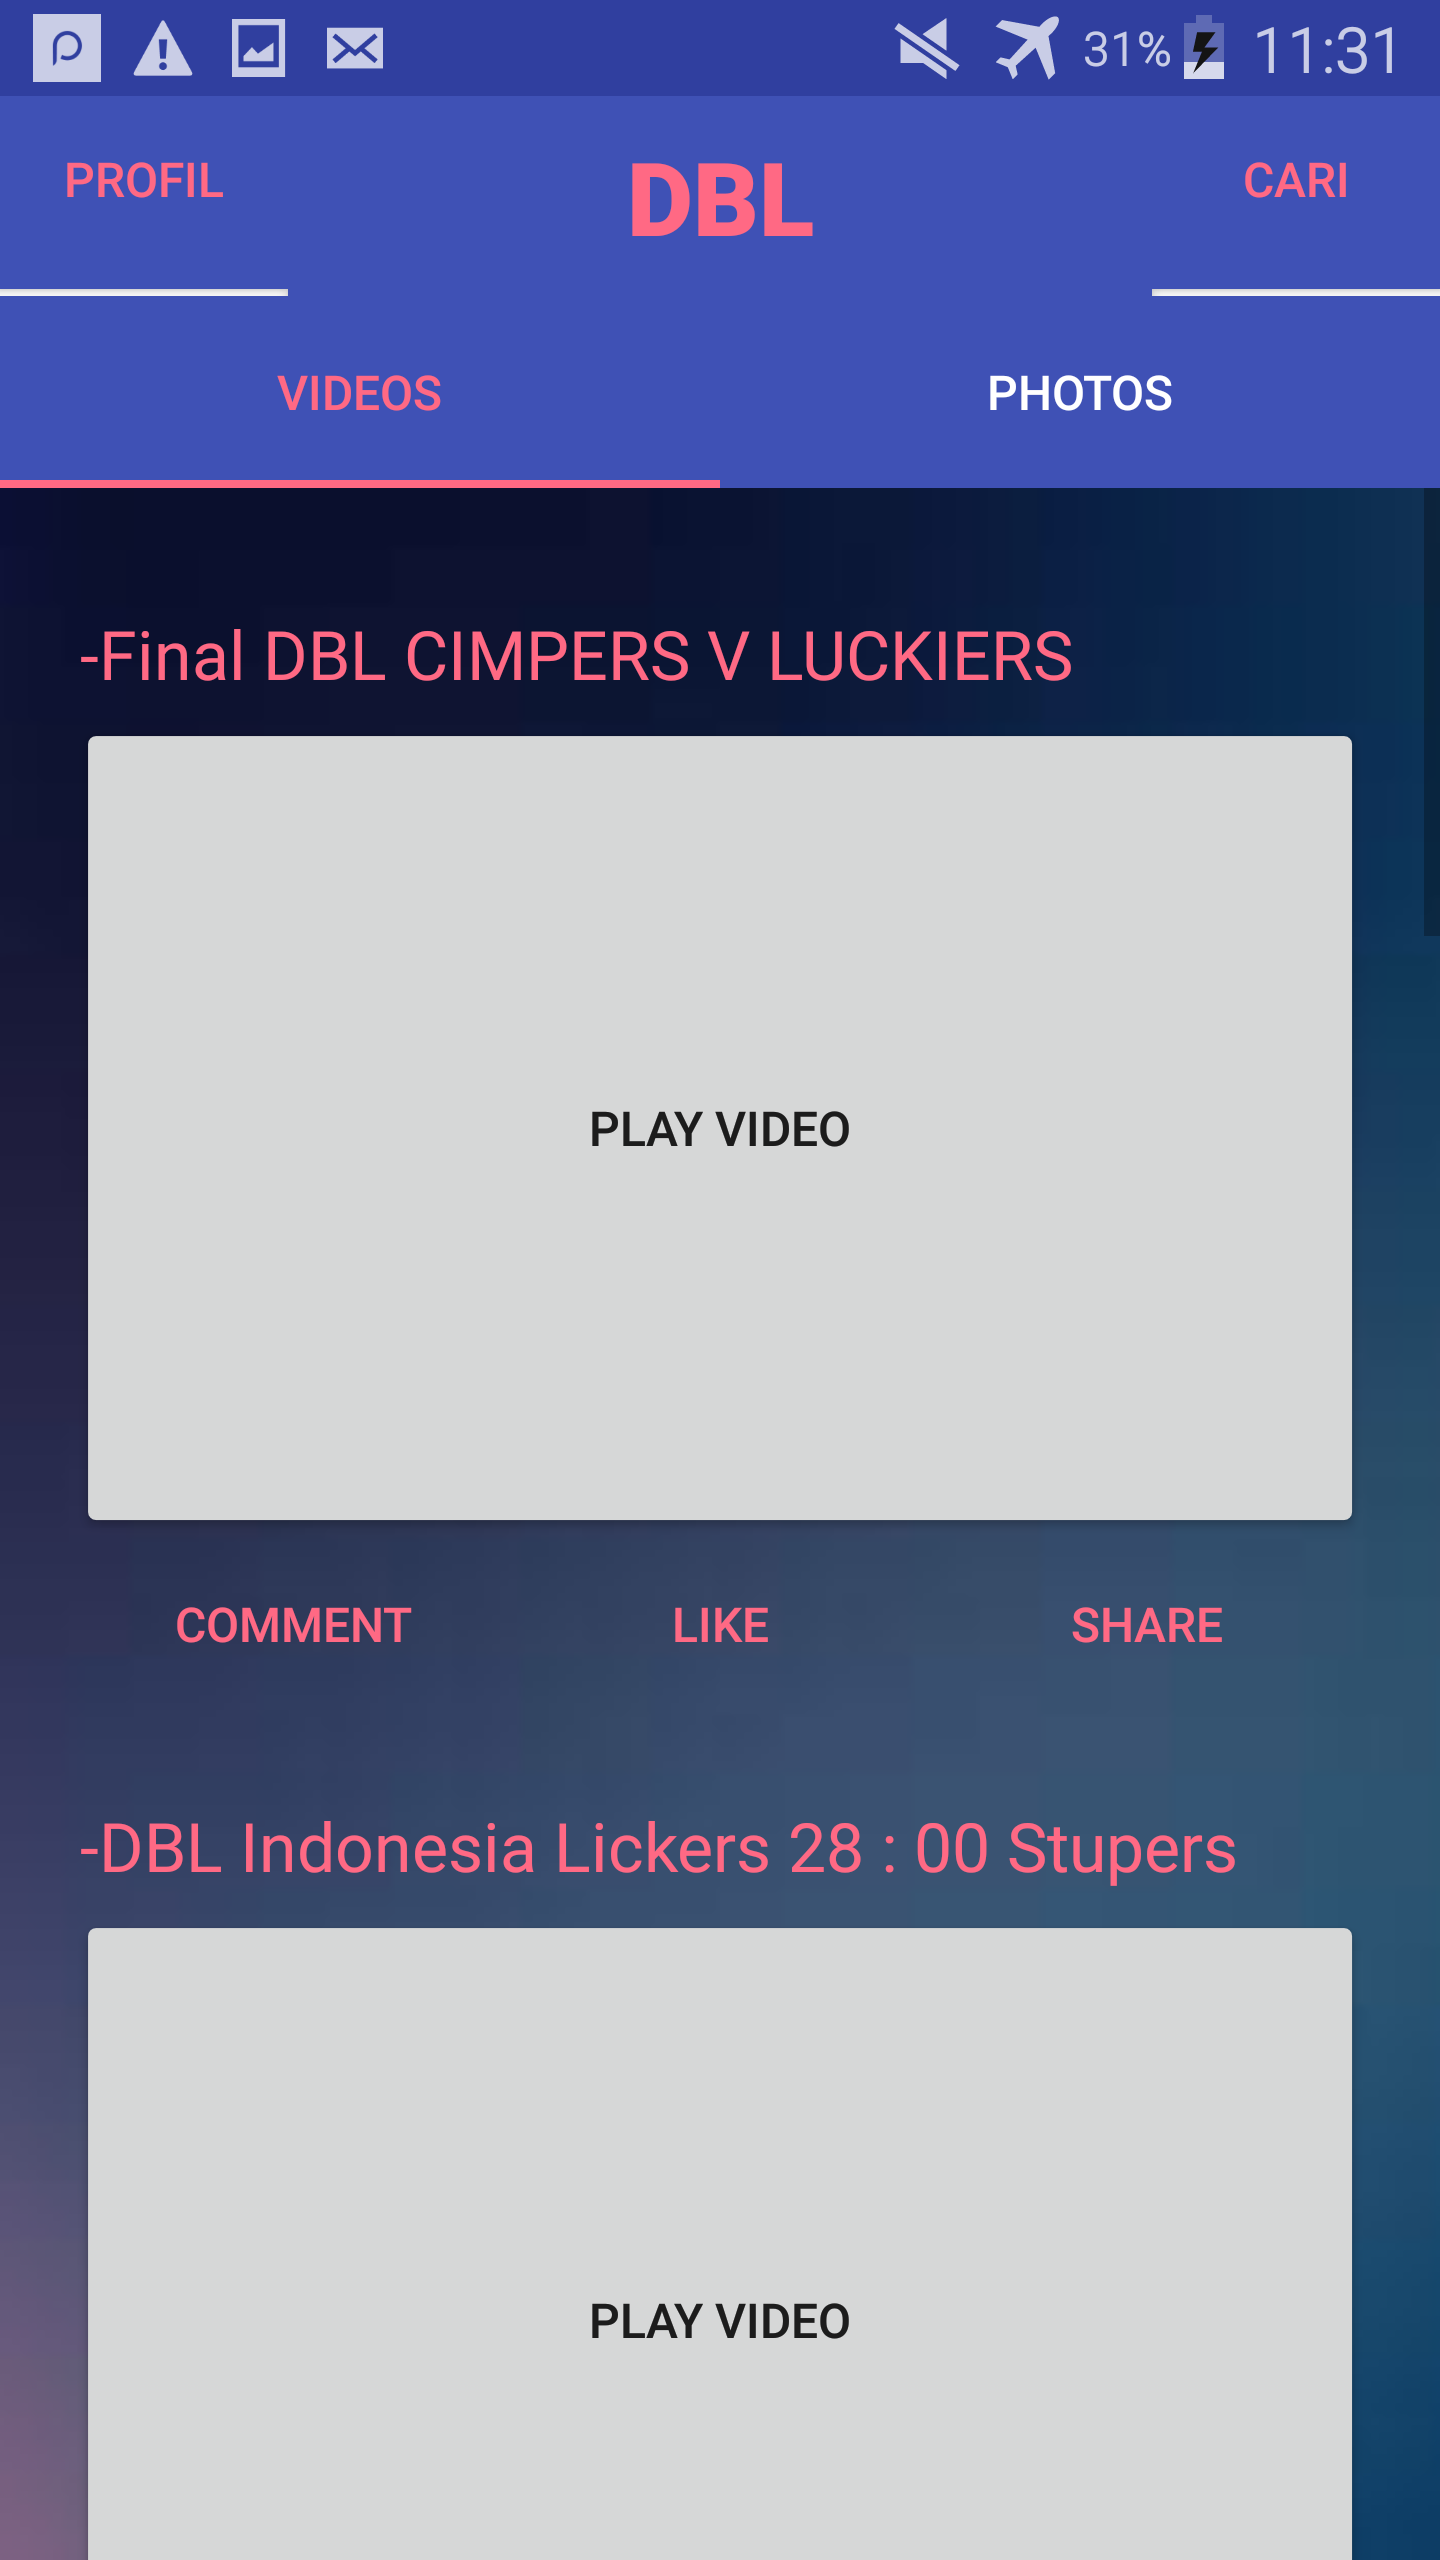 31% 11:31
PROFIL
DBL
CARI
VIDEOS
PHOTOS
-Final DBL CIMPERS V LUCKIERS
PLAY VIDEO
COMMENT
LIKE
SHARE
-DBL Indonesia Lickers 28 : 00 Stupers
PLAY VIDEO